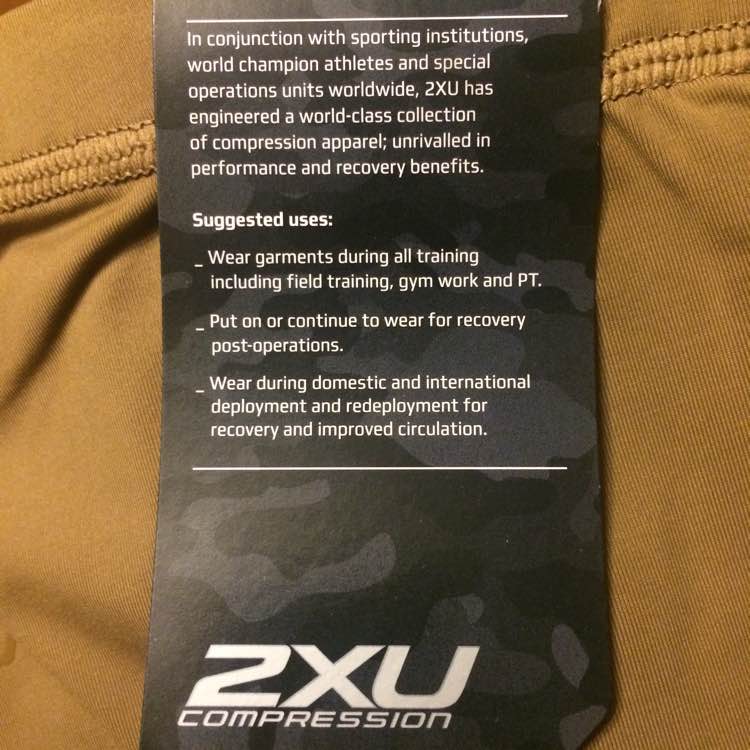 In conjunction with sporting institutions,
world champion athletes and special
operations units worldwide, 2XU has
engineered a world-class collection
of compression apparel; unrivalled in
performance and recovery benefits.
Suggested uses:
_ Wear garments during all training
including field training, gym work and PT.
_ Put on or continue to wear for recovery
post-operations.
_ Wear during domestic and international
deployment and redeployment for
recovery and improved circulation.
2XU
COMPRESSION